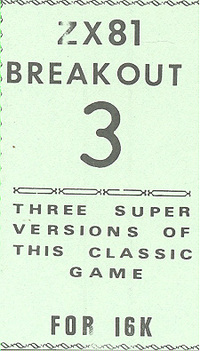 ZX81
BREAKOUT
3
THREE SUPER
VERSIONS OF
THIS CLASSIC
GAME
FOR 16K